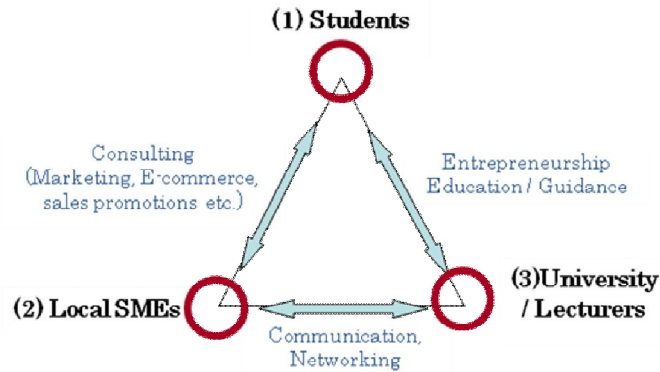 (1) Students
Consulting
(Marketing, E-commerce,
sales promotions etc.)
Entrepreneurship
Education / Guidance
(2) Local SMEs
(3)University
/ Lecturers
Communication,
Networking